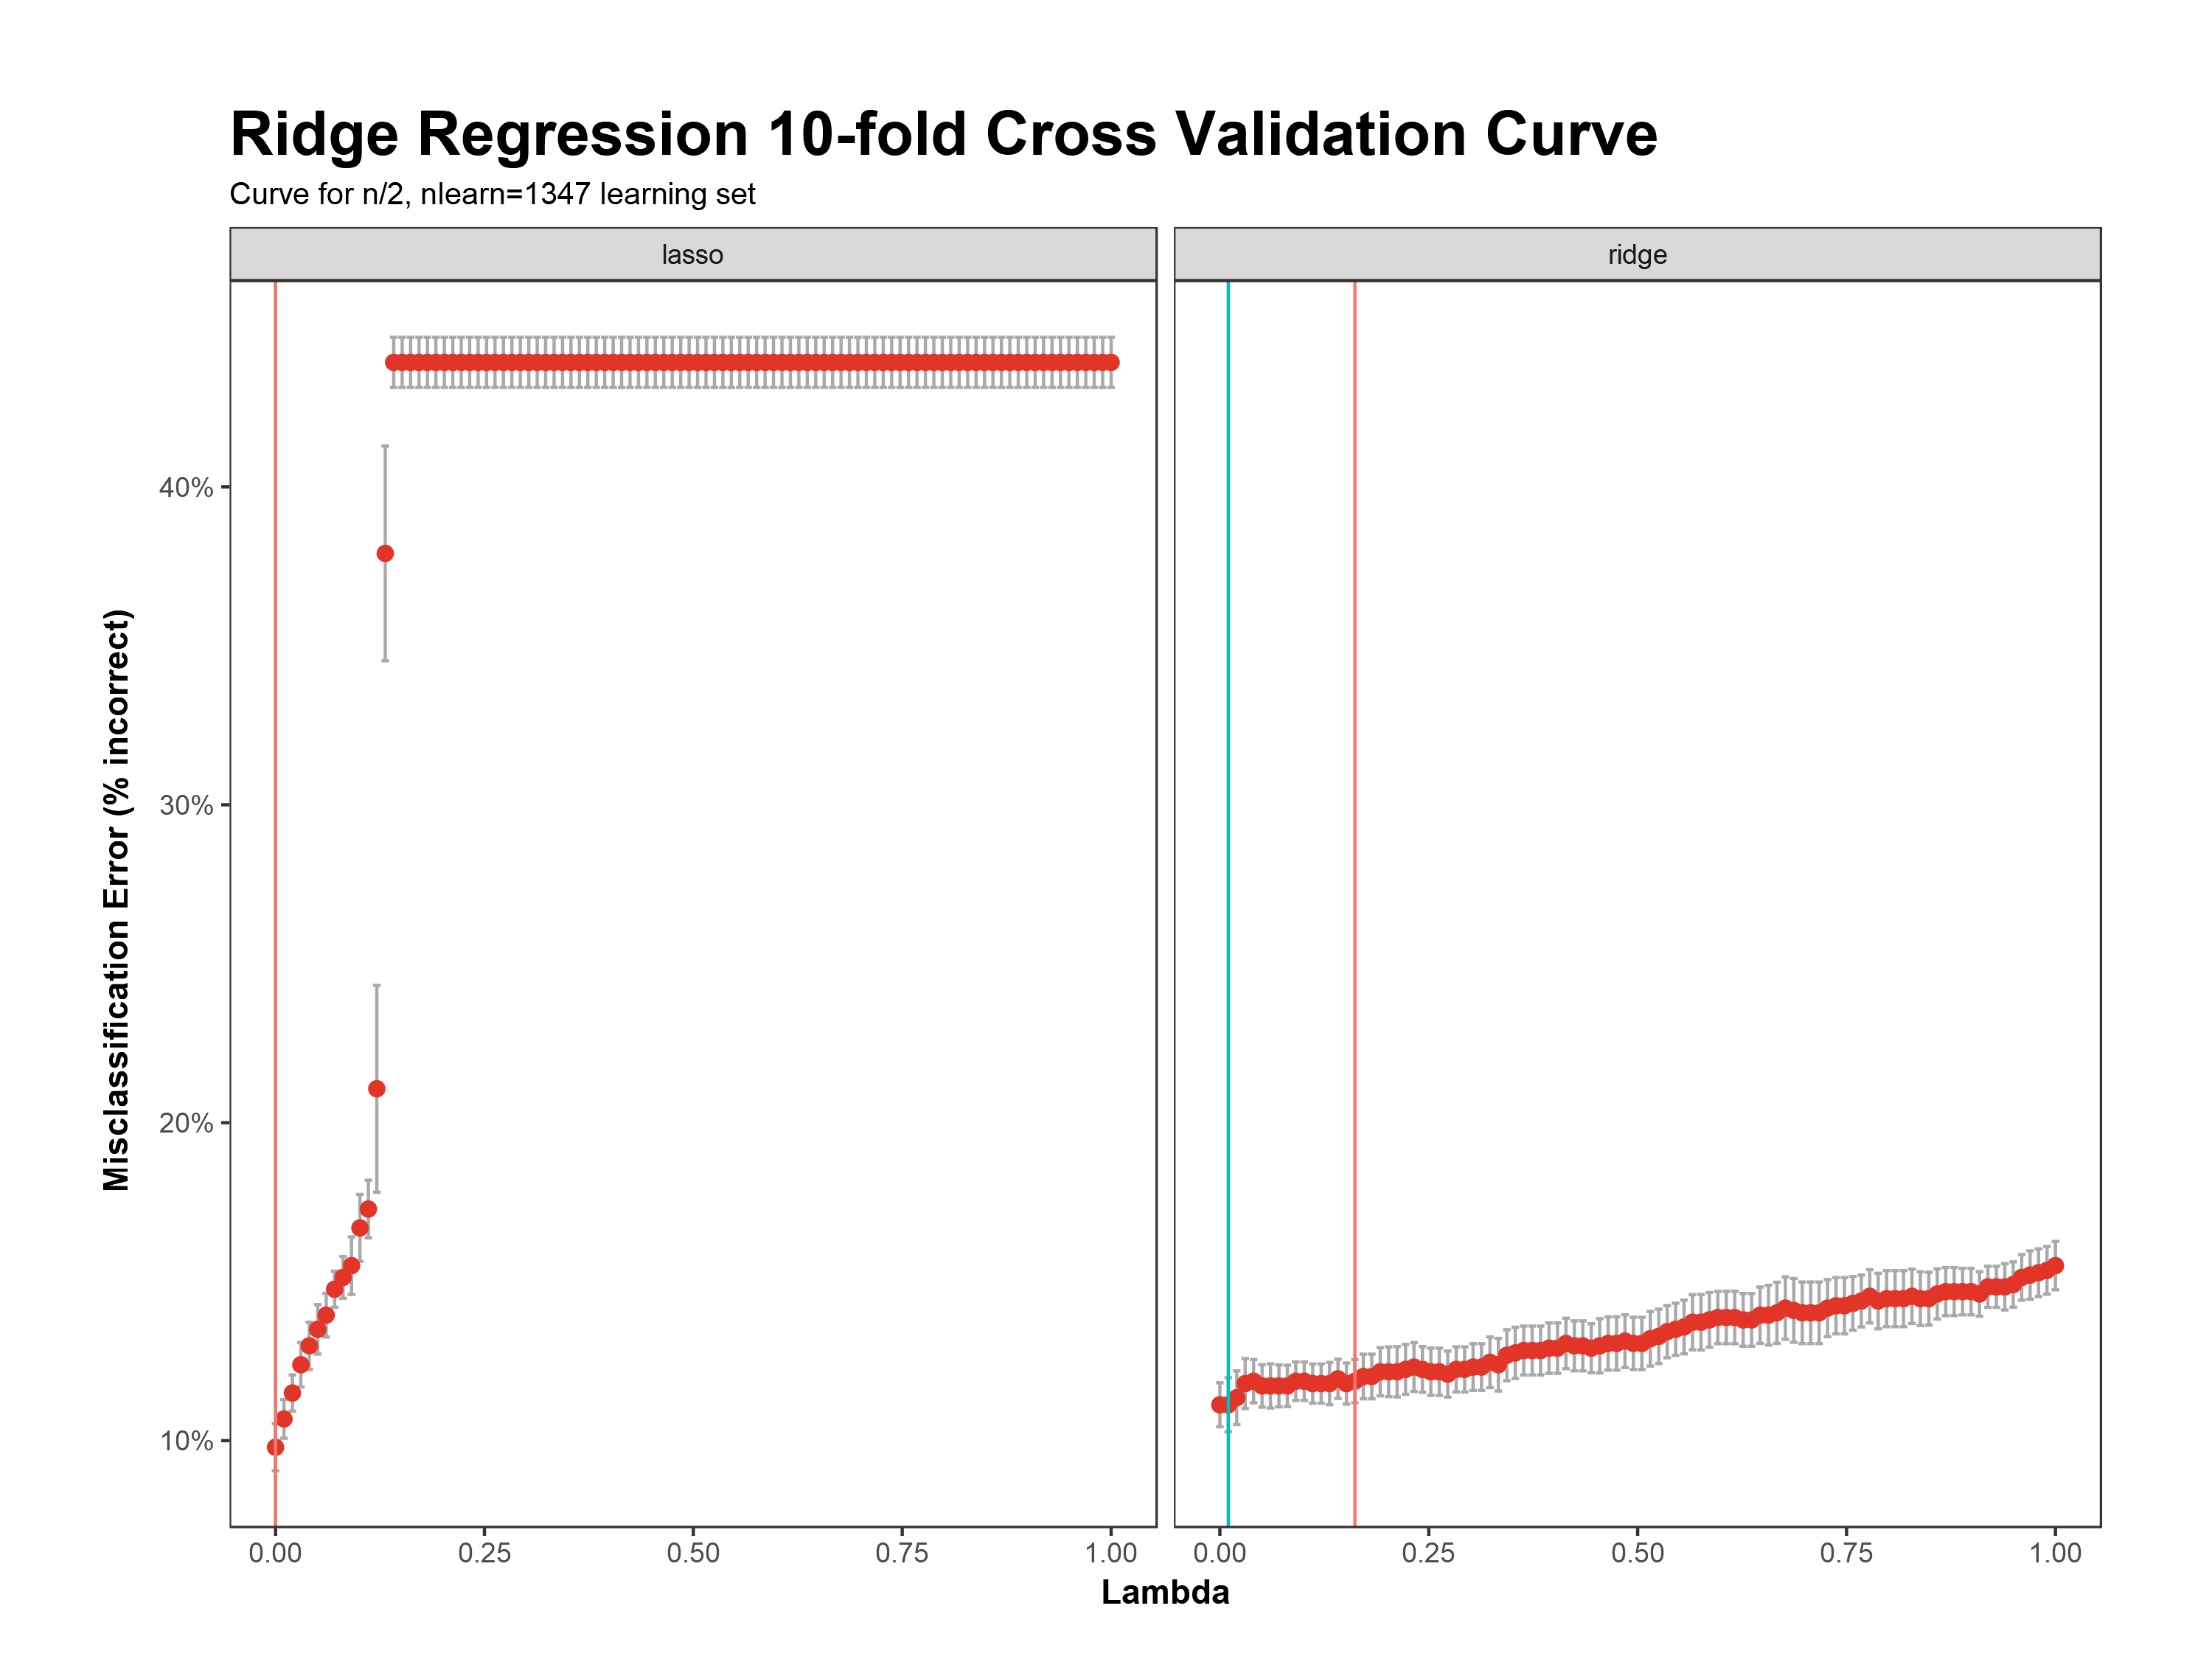 Ridge Regression 10-fold Cross Validation Curve
Curve for n/2, nlearn=1347 learning set
lasso
ridge
Misclassification Error (% incorrect)
40%
30%
20%
10%
0.00 0.25 0.50 0.75 1.00
0.00 0.25 0.50 0.75 1.00
Lambda